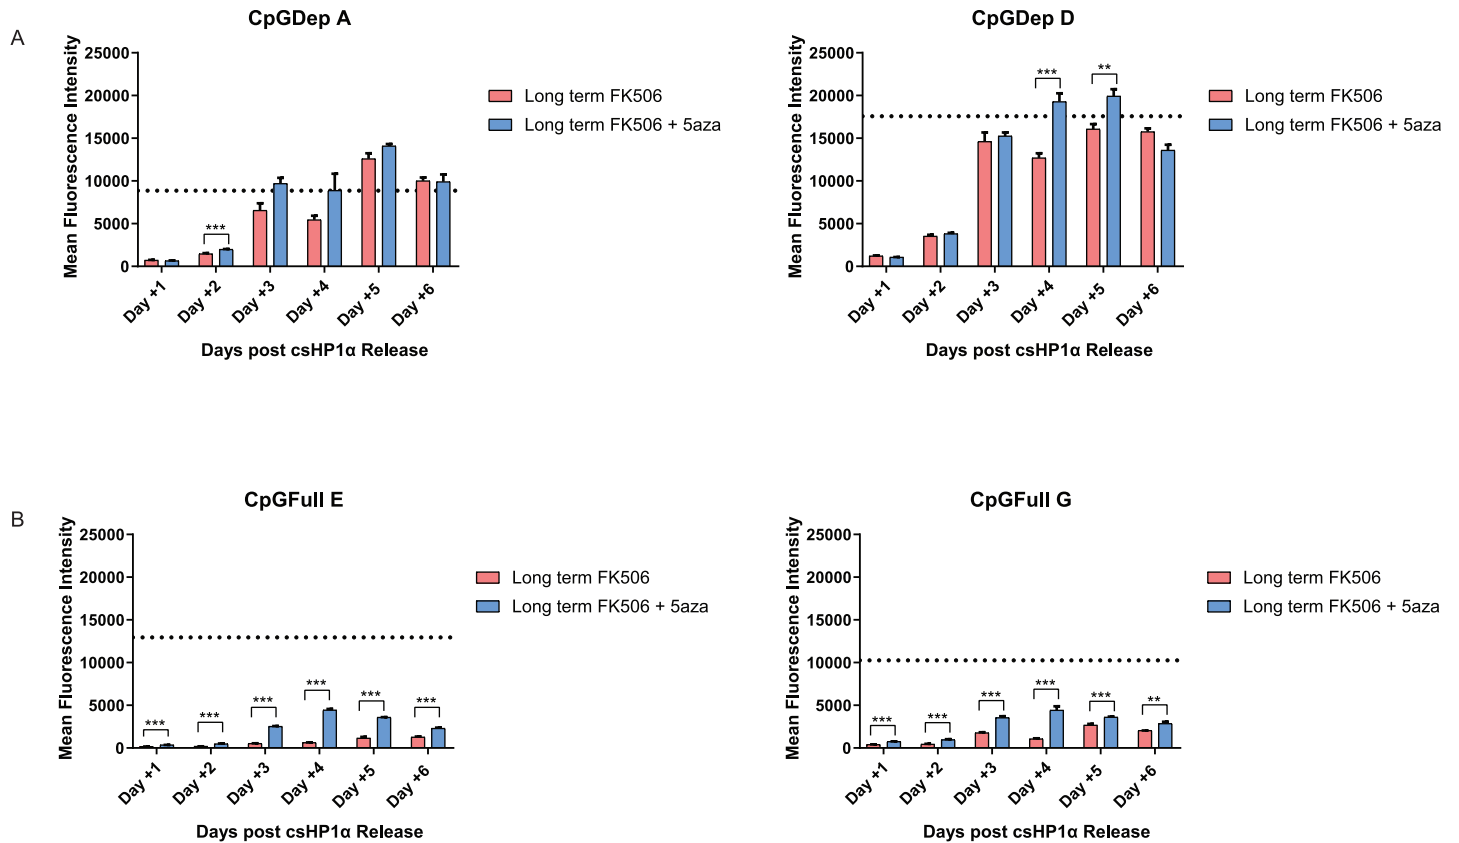 A
CpGDep A
Mean Fluorescence Intensity
25000
20000
15000
10000
5000
0
***
Day +1
Day +2
Day +3
Day +4
Day +5
Day +6
Days post csHP1α Release
Long term FK506
Long term FK506 + 5aza
CpGDep D
Mean Fluorescence Intensity
25000
20000
15000
10000
5000
0
***
**
Day +1
Day +2
Day +3
Day +4
Day +5
Day +6
Days post csHP1α Release
Long term FK506
Long term FK506 + 5aza
B
CpGFull E
Mean Fluorescence Intensity
25000
20000
15000
10000
5000
0
***
***
***
***
***
***
Day +1
Day +2
Day +3
Day +4
Day +5
Day +6
Days post csHP1α Release
Long term FK506
Long term FK506 + 5aza
CpGFull G
Mean Fluorescence Intensity
25000
20000
15000
10000
5000
0
***
***
***
***
***
**
Day +1
Day +2
Day +3
Day +4
Day +5
Day +6
Days post csHP1α Release
Long term FK506
Long term FK506 + 5aza